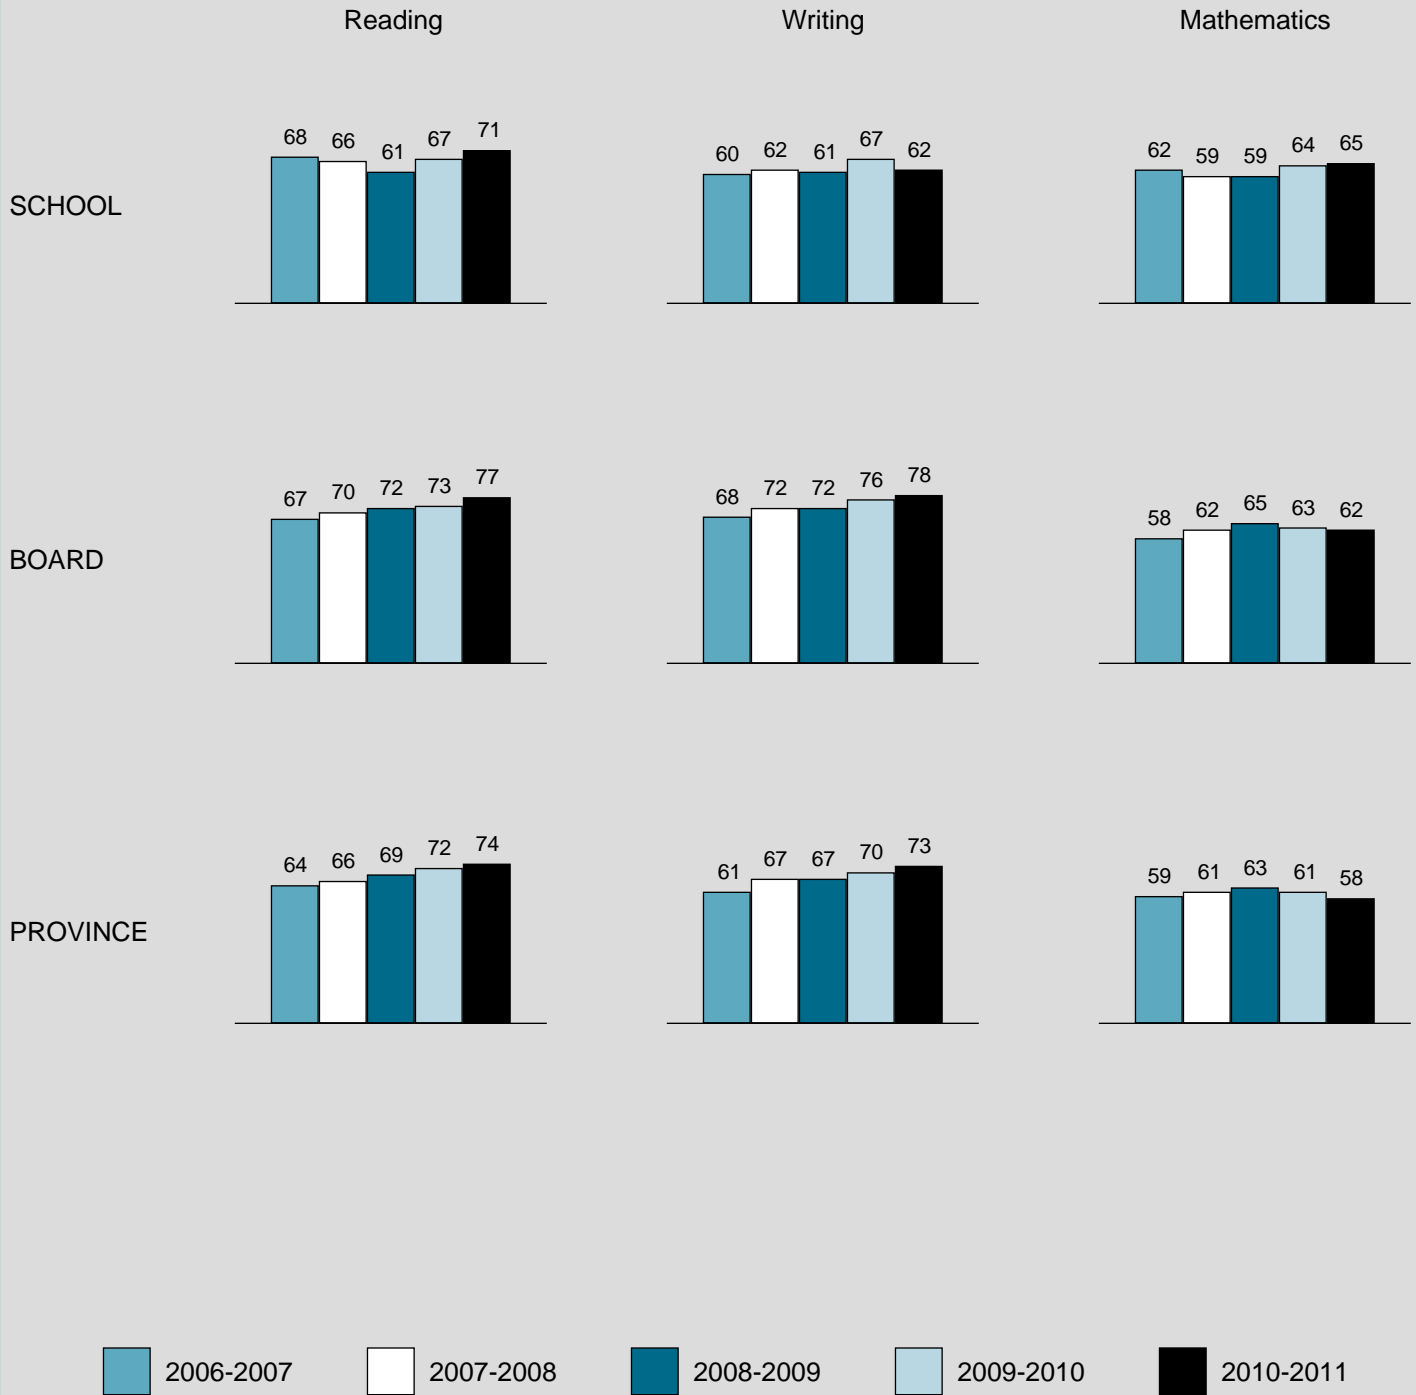 Reading Writing Mathematics
68 66 61 67 71 60 62 61 67 62 62 59 59 64 65
SCHOOL
67 70 72 73 77 68 72 72 76 78 58 62 65 63 62
BOARD
64 66 69 72 74 61 67 67 70 73 59 61 63 61 58
PROVINCE
2006-2007 2007-2008 2008-2009 2009-2010 2010-2011